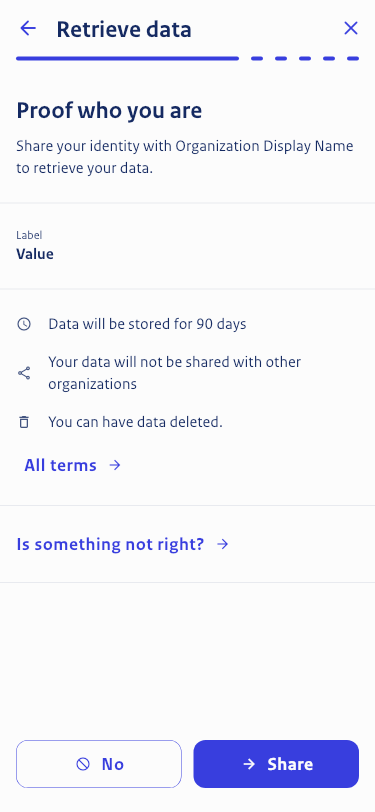 Retrieve data
Proof who you are
Share your identity with Organization Display Name
to retrieve your data.
Label
Value
Data will be stored for 90 days
Your data will not be shared with other
organizations
You can have data deleted.
All terms
Is something not right?
No
Share